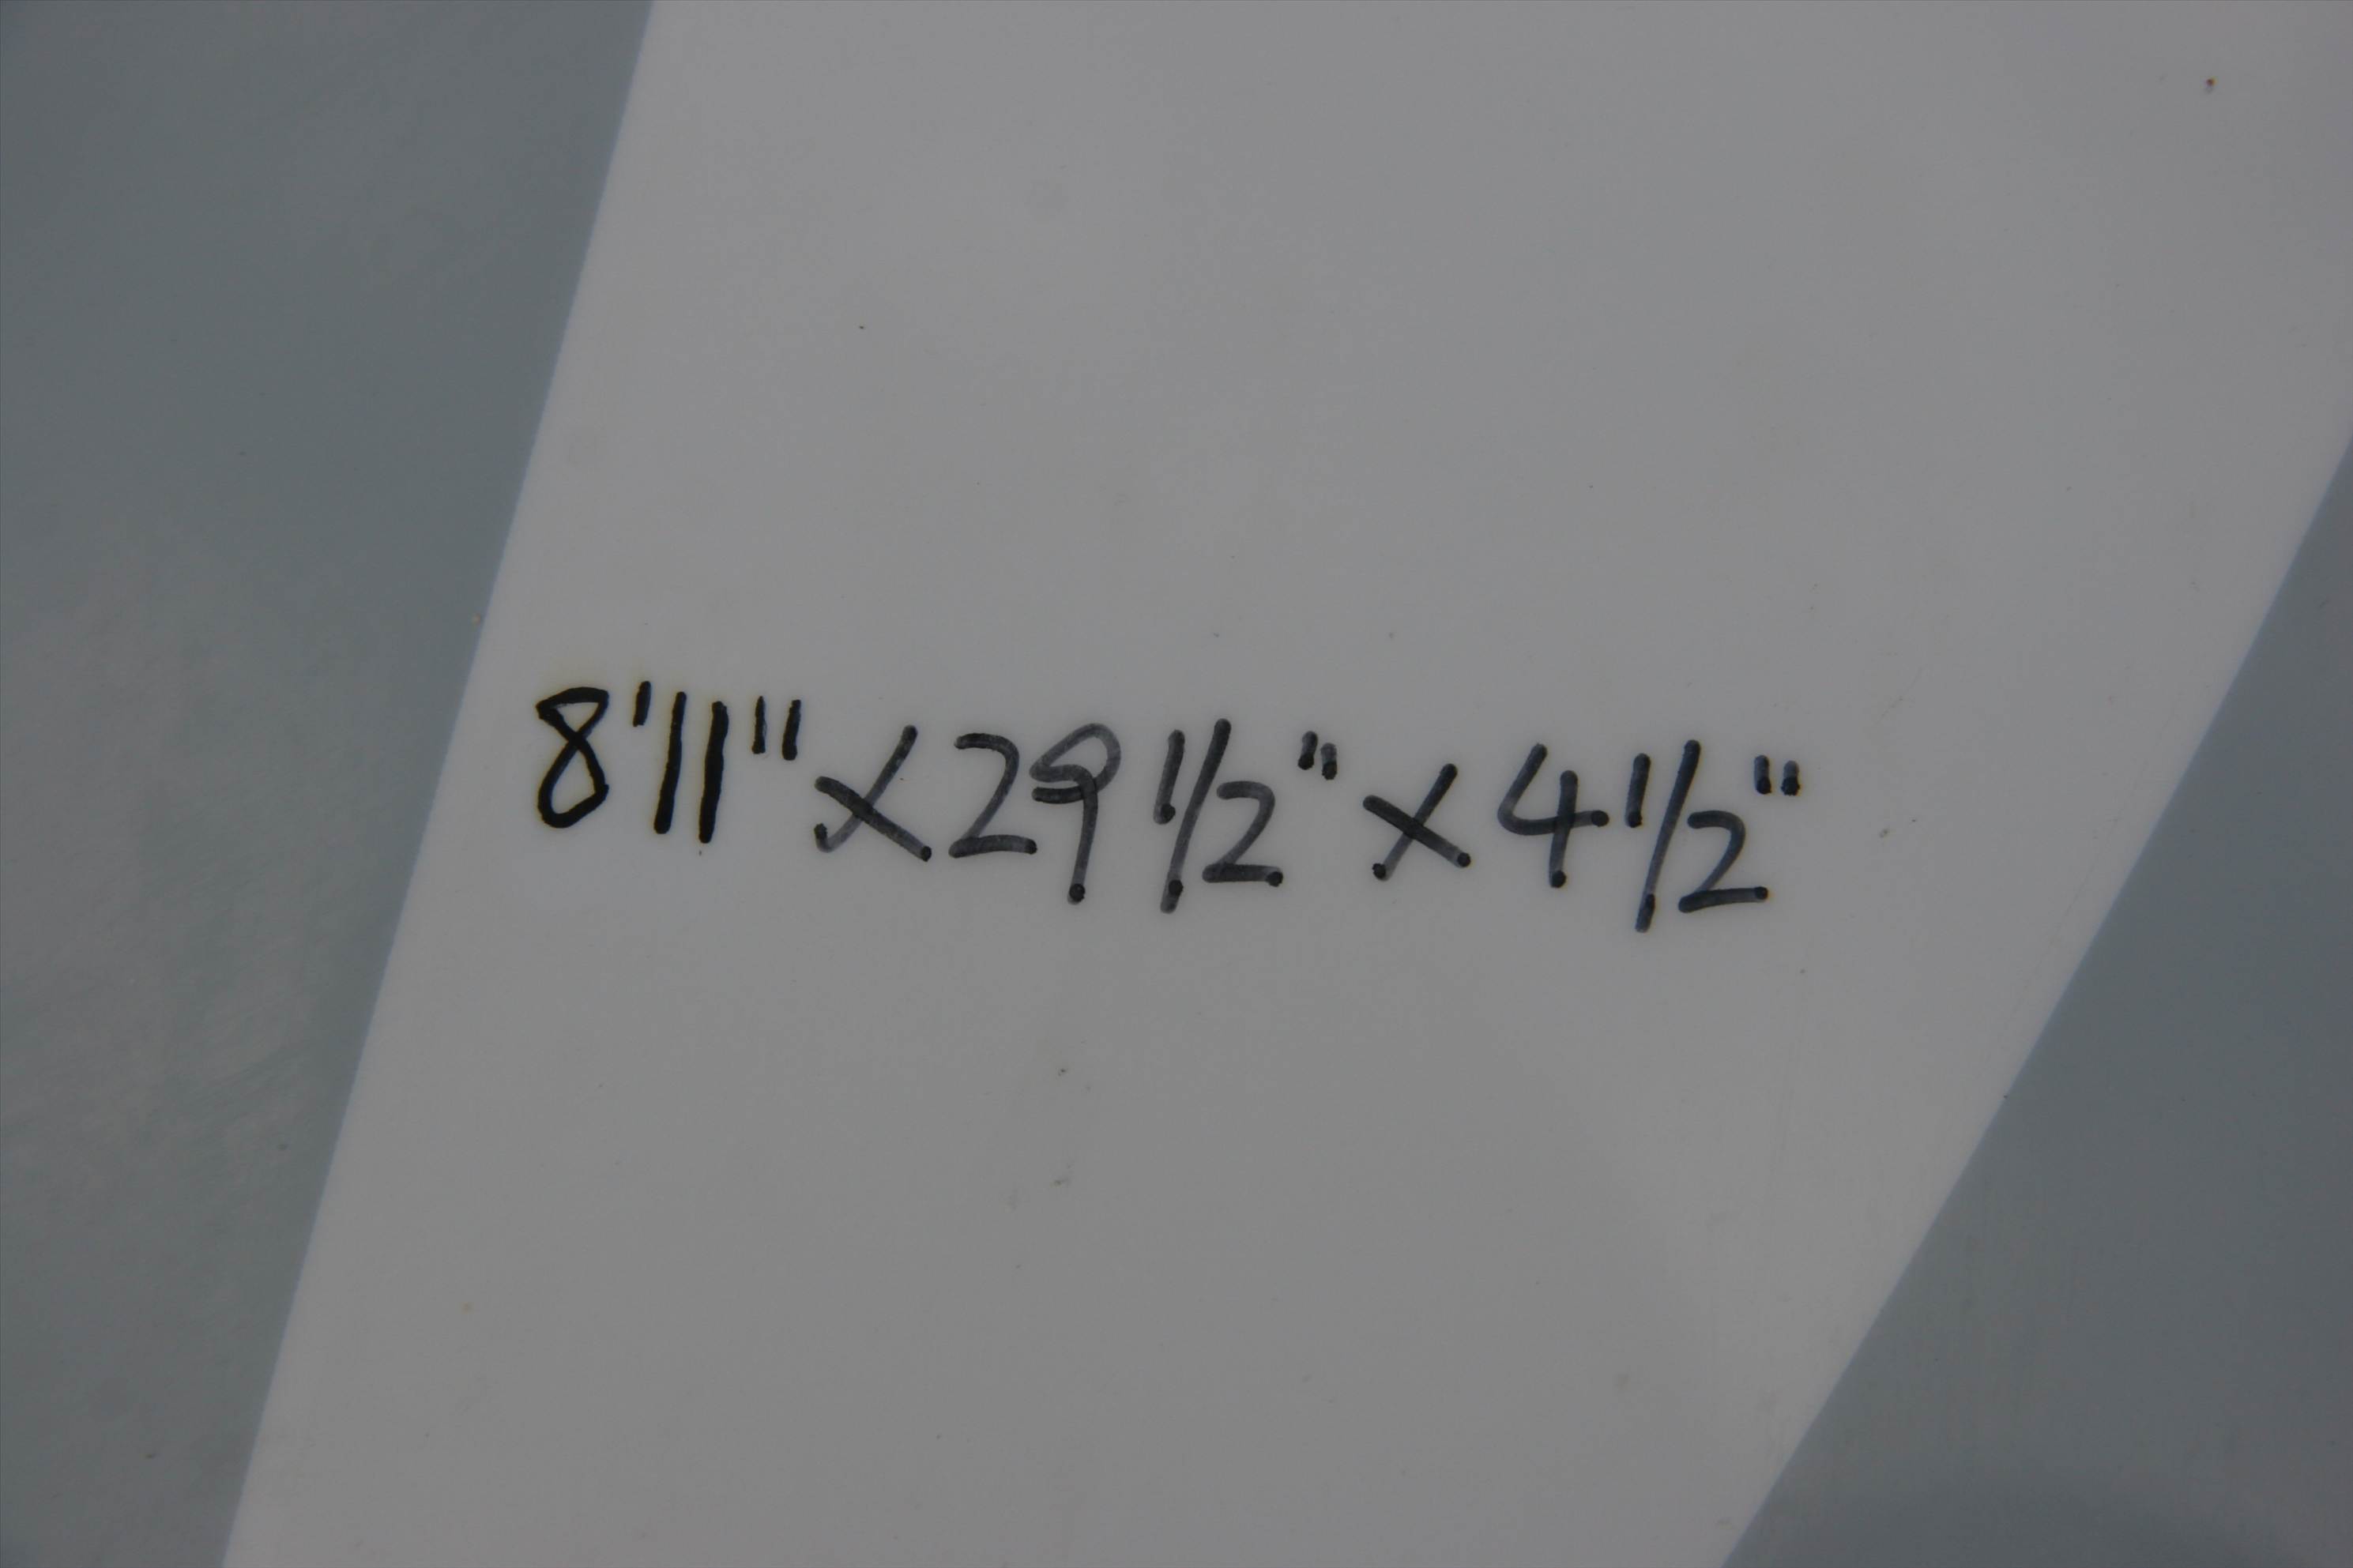 8'11" x 29 1/2" x 4 1/2"